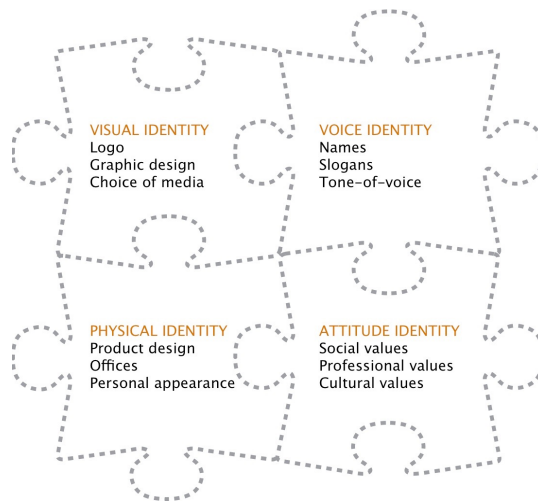 VISUAL IDENTITY
Logo
Graphic design
Choice of media
VOICE IDENTITY
Names
Slogans
Tone-of-voice
PHYSICAL IDENTITY
Product design
Offices
Personal appearance
ATTITUDE IDENTITY
Social values
Professional values
Cultural values